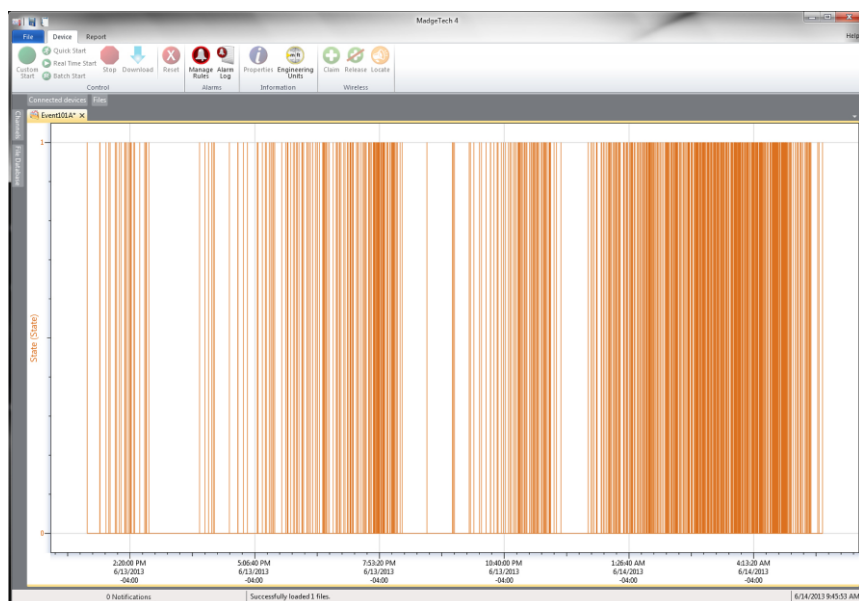 MadgeTech 4
File Device Report Help
Custom Start
Quick Start
Real Time Start
Batch Start
Stop
Download
Reset
Manage Rules
Alarm Log
Properties
Engineering Units
Claim
Release
Locate
Control
Alarms
Information
Wireless
Connected devices Files
Channels
File Database
Event101A* X
1
State (State)
0
2:20:00 PM
6/13/2013
-04:00
5:06:40 PM
6/13/2013
-04:00
7:53:20 PM
6/13/2013
-04:00
10:40:00 PM
6/13/2013
-04:00
1:26:40 AM
6/14/2013
-04:00
4:13:20 AM
6/14/2013
-04:00
0 Notifications
Successfully loaded 1 files.
6/14/2013 9:45:53 AM